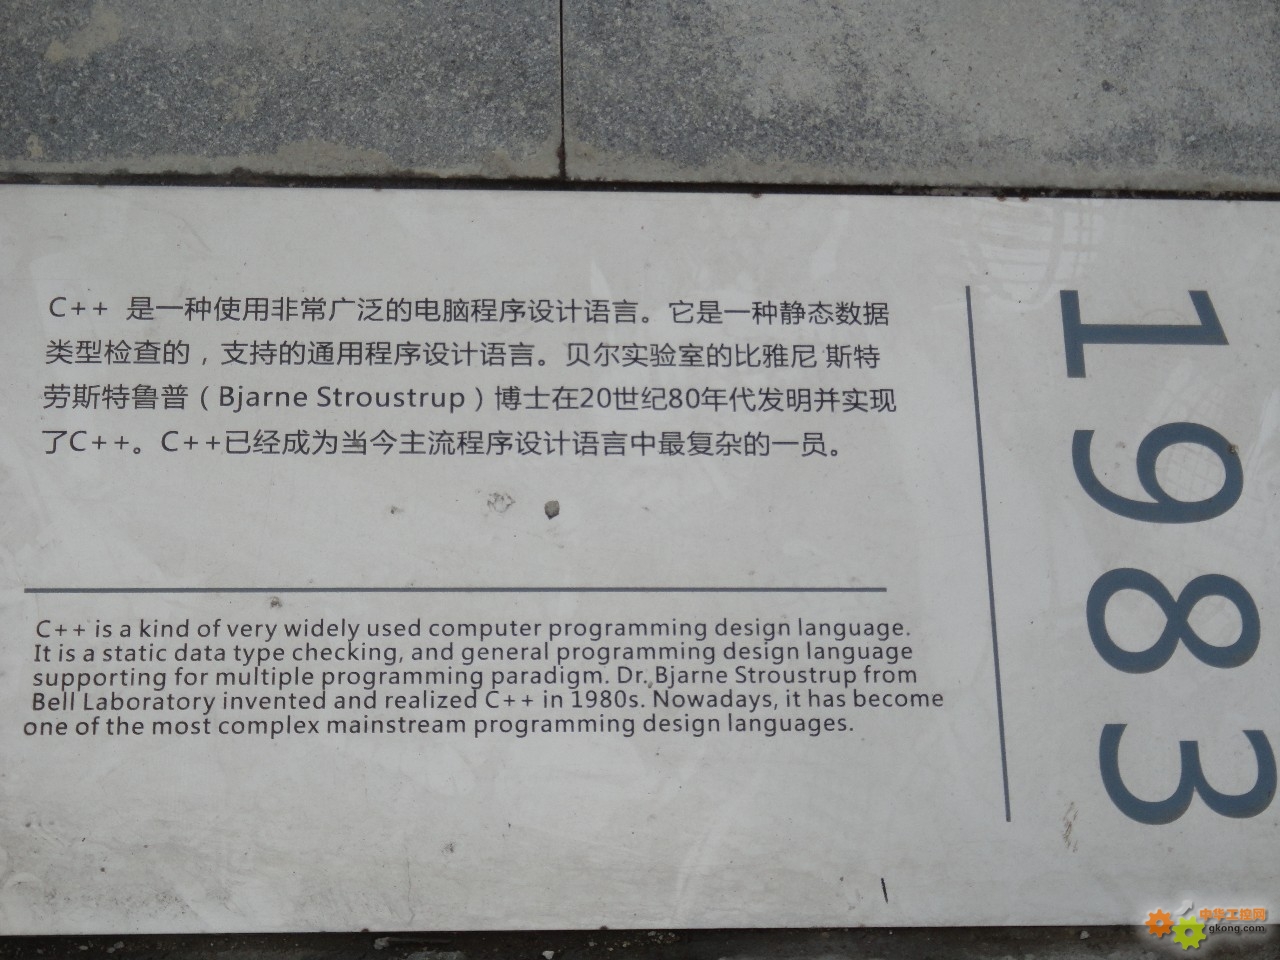 C++ 是一种使用非常广泛的电脑程序设计语言。它是一种静态数据
类型检查的，支持的通用程序设计语言。贝尔实验室的比雅尼 斯特
劳斯特鲁普（Bjarne Stroustrup）博士在20世纪80年代发明并实现
了C++。C++已经成为当今主流程序设计语言中最复杂的一员。
C++ is a kind of very widely used computer programming design language.
It is a static data type checking, and general programming design language
supporting for multiple programming paradigm. Dr. Bjarne Stroustrup from
Bell Laboratory invented and realized C++ in 1980s. Nowadays, it has become
one of the most complex mainstream programming design languages.
1983
中华工控网
gkong.com